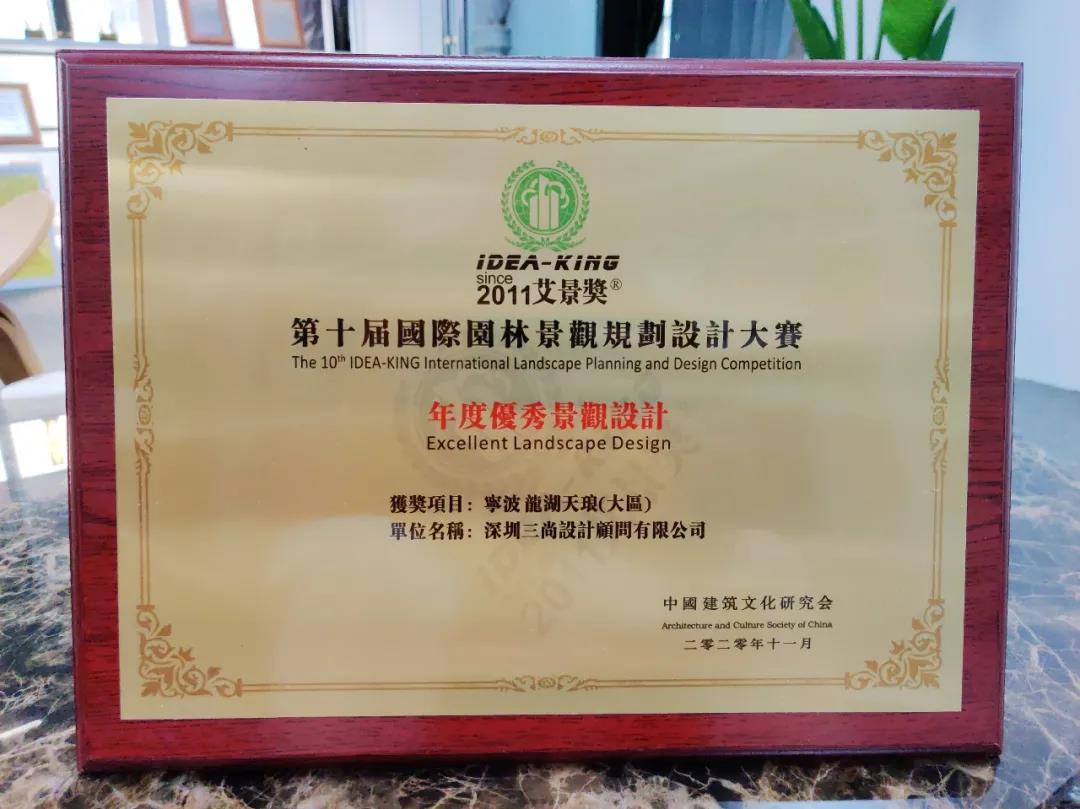 IDEA-KING
since
2011艾景獎®
第十届國際園林景觀規劃設計大賽
The 10th IDEA-KING International Landscape Planning and Design Competition
年度優秀景觀設計
Excellent Landscape Design
獲獎項目：寧波 龍湖天琅(大區)
單位名稱：深圳三尚設計顧問有限公司
中國建筑文化研究会
Architecture and Culture Society of China
二零二零年十一月